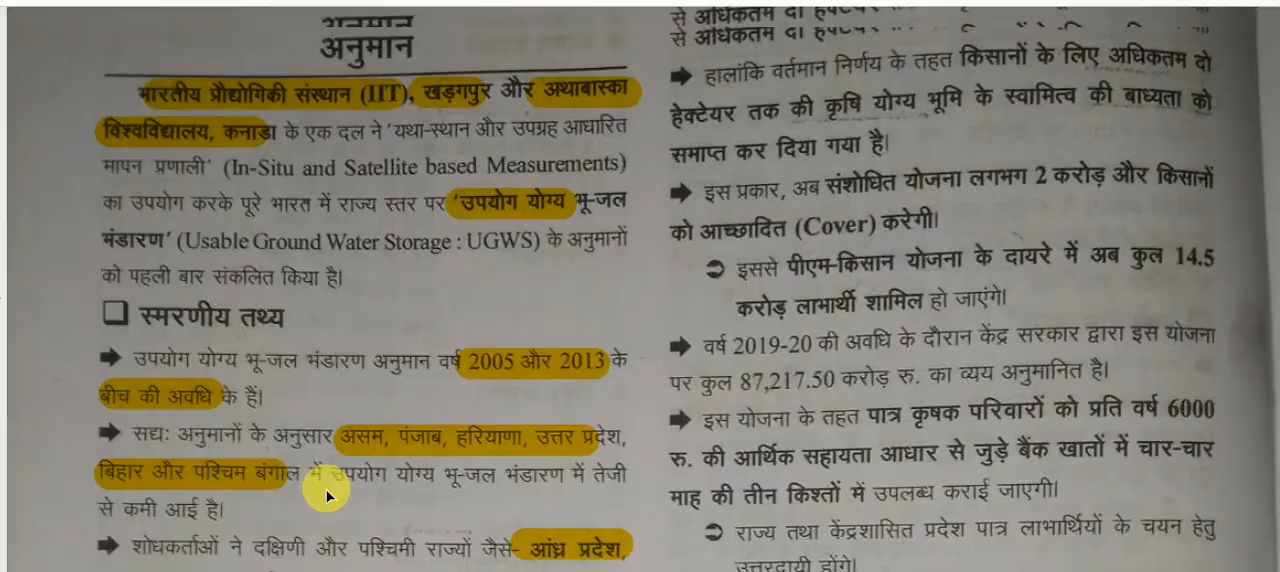 अनुमान
अनुमान
भारतीय प्रौद्योगिकी संस्थान (IIT), खड़गपुर और अथाबास्का
विश्वविद्यालय, कनाडा के एक दल ने 'यथा-स्थान और उपग्रह आधारित
मापन प्रणाली' (In-Situ and Satellite based Measurements)
का उपयोग करके पूरे भारत में राज्य स्तर पर 'उपयोग योग्य भू-जल
भंडारण' (Usable Ground Water Storage : UGWS) के अनुमानों
को पहली बार संकलित किया है।
❑ स्मरणीय तथ्य
➡ उपयोग योग्य भू-जल भंडारण अनुमान वर्ष 2005 और 2013 के
बीच की अवधि के हैं।
➡ सद्यः अनुमानों के अनुसार असम, पंजाब, हरियाणा, उत्तर प्रदेश,
बिहार और पश्चिम बंगाल में उपयोग योग्य भू-जल भंडारण में तेजी
से कमी आई है।
➡ शोधकर्ताओं ने दक्षिणी और पश्चिमी राज्यों जैसे- आंध्र प्रदेश,
से अधिकतम दो
से अधिकतम दो
➡ हालांकि वर्तमान निर्णय के तहत किसानों के लिए अधिकतम दो
हेक्टेयर तक की कृषि योग्य भूमि के स्वामित्व की बाध्यता को
समाप्त कर दिया गया है।
➡ इस प्रकार, अब संशोधित योजना लगभग 2 करोड़ और किसानों
को आच्छादित (Cover) करेगी।
➲ इससे पीएम-किसान योजना के दायरे में अब कुल 14.5
करोड़ लाभार्थी शामिल हो जाएंगे।
➡ वर्ष 2019-20 की अवधि के दौरान केंद्र सरकार द्वारा इस योजना
पर कुल 87,217.50 करोड़ रु. का व्यय अनुमानित है।
➡ इस योजना के तहत पात्र कृषक परिवारों को प्रति वर्ष 6000
रु. की आर्थिक सहायता आधार से जुड़े बैंक खातों में चार-चार
माह की तीन किश्तों में उपलब्ध कराई जाएगी।
➲ राज्य तथा केंद्रशासित प्रदेश पात्र लाभार्थियों के चयन हेतु
उत्तरदायी होंगे।